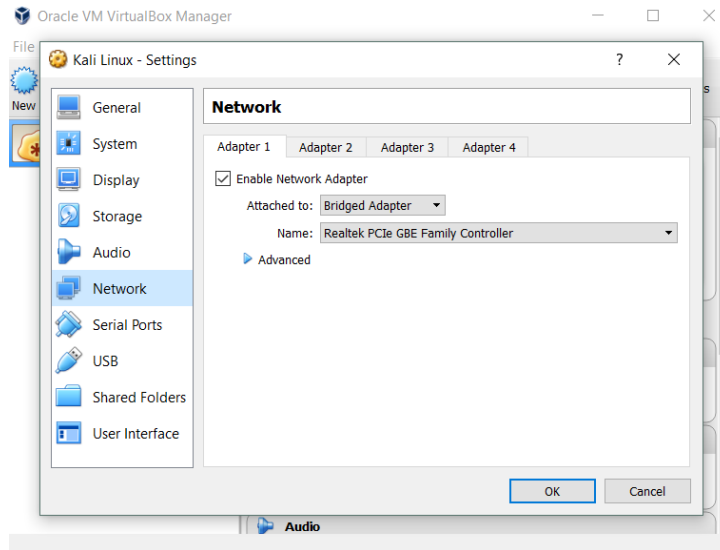 Oracle VM VirtualBox Manager
File
Kali Linux - Settings
?
New
s
General
System
Display
Storage
Audio
Network
Serial Ports
USB
Shared Folders
User Interface
Network
Adapter 1 Adapter 2 Adapter 3 Adapter 4
Enable Network Adapter
Attached to: Bridged Adapter
Name: Realtek PCIe GBE Family Controller
Advanced
OK Cancel
Audio